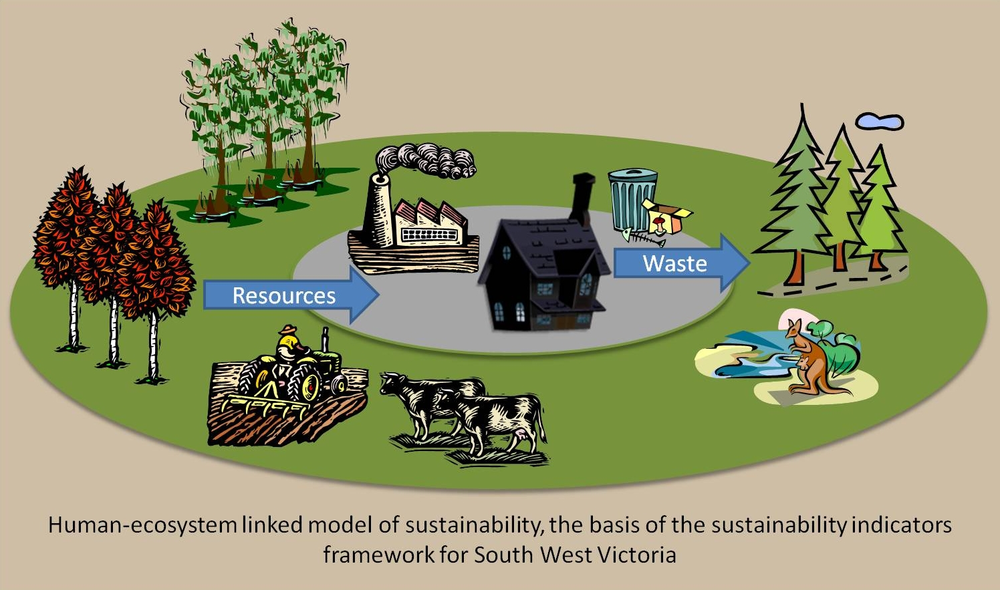 Waste
Resources
Human-ecosystem linked model of sustainability, the basis of the sustainability indicators
framework for South West Victoria